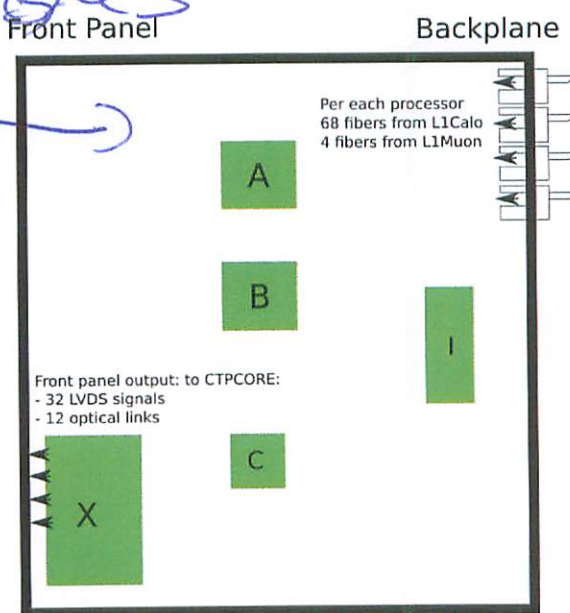 Front Panel
Backplane
Per each processor
68 fibers from L1Calo
4 fibers from L1Muon
A
B
I
Front panel output: to CTPCORE:
- 32 LVDS signals
- 12 optical links
C
X